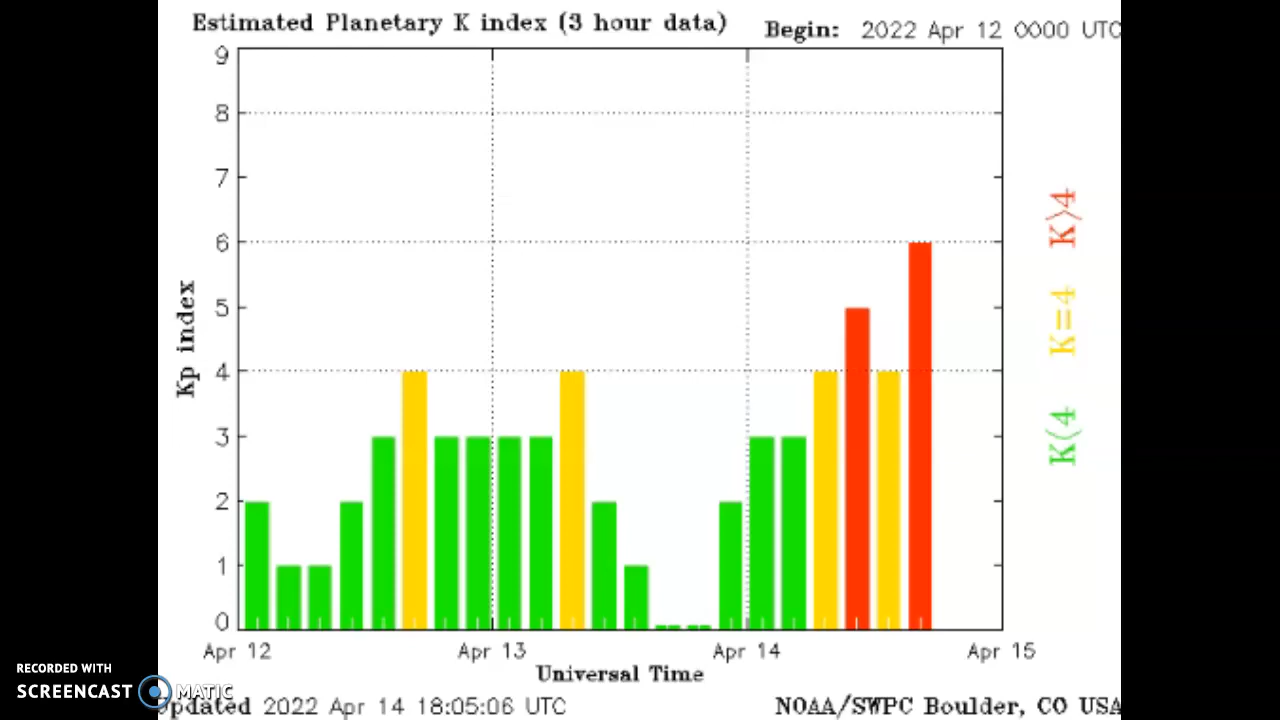 Estimated Planetary K index (3 hour data)
Begin: 2022 Apr 12 0000 UTC
9
8
7
6
5
4
3
2
1
0
Kp index
K>4
K=4
K<4
Apr 12
Apr 13
Apr 14
Apr 15
Universal Time
Updated 2022 Apr 14 18:05:06 UTC
NOAA/SWPC Boulder, CO USA
RECORDED WITH
SCREENCAST MATIC